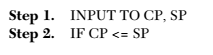 Step 1. INPUT TO CP, SP
Step 2. IF CP <= SP